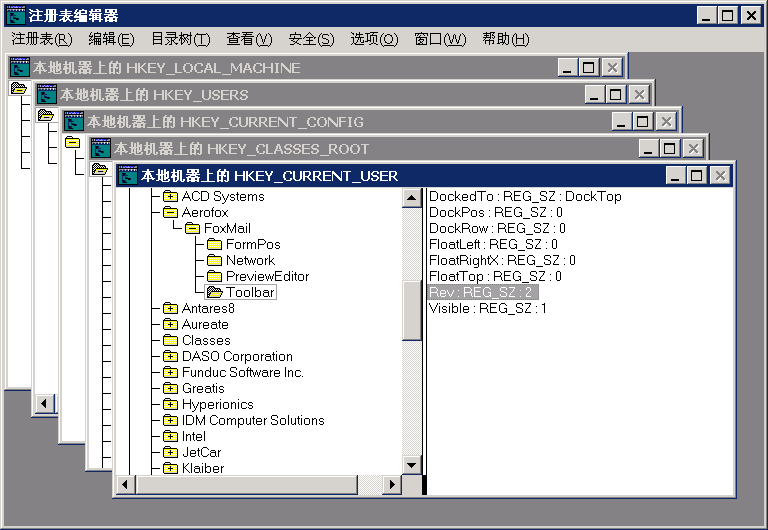 注册表编辑器
注册表(R) 编辑(E) 目录树(T) 查看(V) 安全(S) 选项(O) 窗口(W) 帮助(H)
本地机器上的 HKEY_LOCAL_MACHINE
本地机器上的 HKEY_USERS
本地机器上的 HKEY_CURRENT_CONFIG
本地机器上的 HKEY_CLASSES_ROOT
本地机器上的 HKEY_CURRENT_USER
ACD Systems
Aerofox
FoxMail
FormPos
Network
PreviewEditor
Toolbar
Antares8
Aureate
Classes
DASO Corporation
Funduc Software Inc.
Greatis
Hyperionics
IDM Computer Solutions
Intel
JetCar
Klaiber
DockedTo : REG_SZ : DockTop
DockPos : REG_SZ : 0
DockRow : REG_SZ : 0
FloatLeft : REG_SZ : 0
FloatRightX : REG_SZ : 0
FloatTop : REG_SZ : 0
Rev : REG_SZ : 2
Visible : REG_SZ : 1